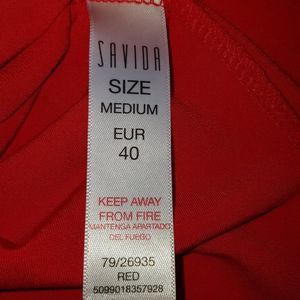 SAVIDA
SIZE
MEDIUM
EUR
40
KEEP AWAY
FROM FIRE
MANTENGA APARTADO
DEL FUEGO
79/26935
RED
5099018357928